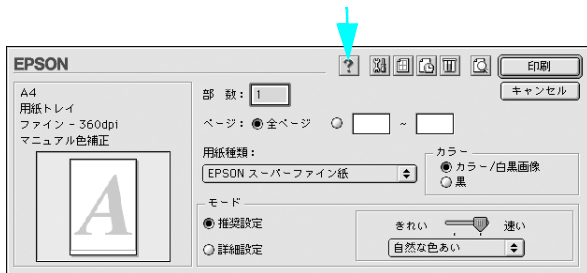 EPSON
?
印刷
キャンセル
A4
用紙トレイ
ファイン - 360dpi
マニュアル色補正
A
部 数: 1
ページ: 全ページ ~
用紙種類:
EPSON スーパーファイン紙
カラー
カラー/白黒画像
黒
モード
推奨設定
詳細設定
きれい 速い
自然な色あい